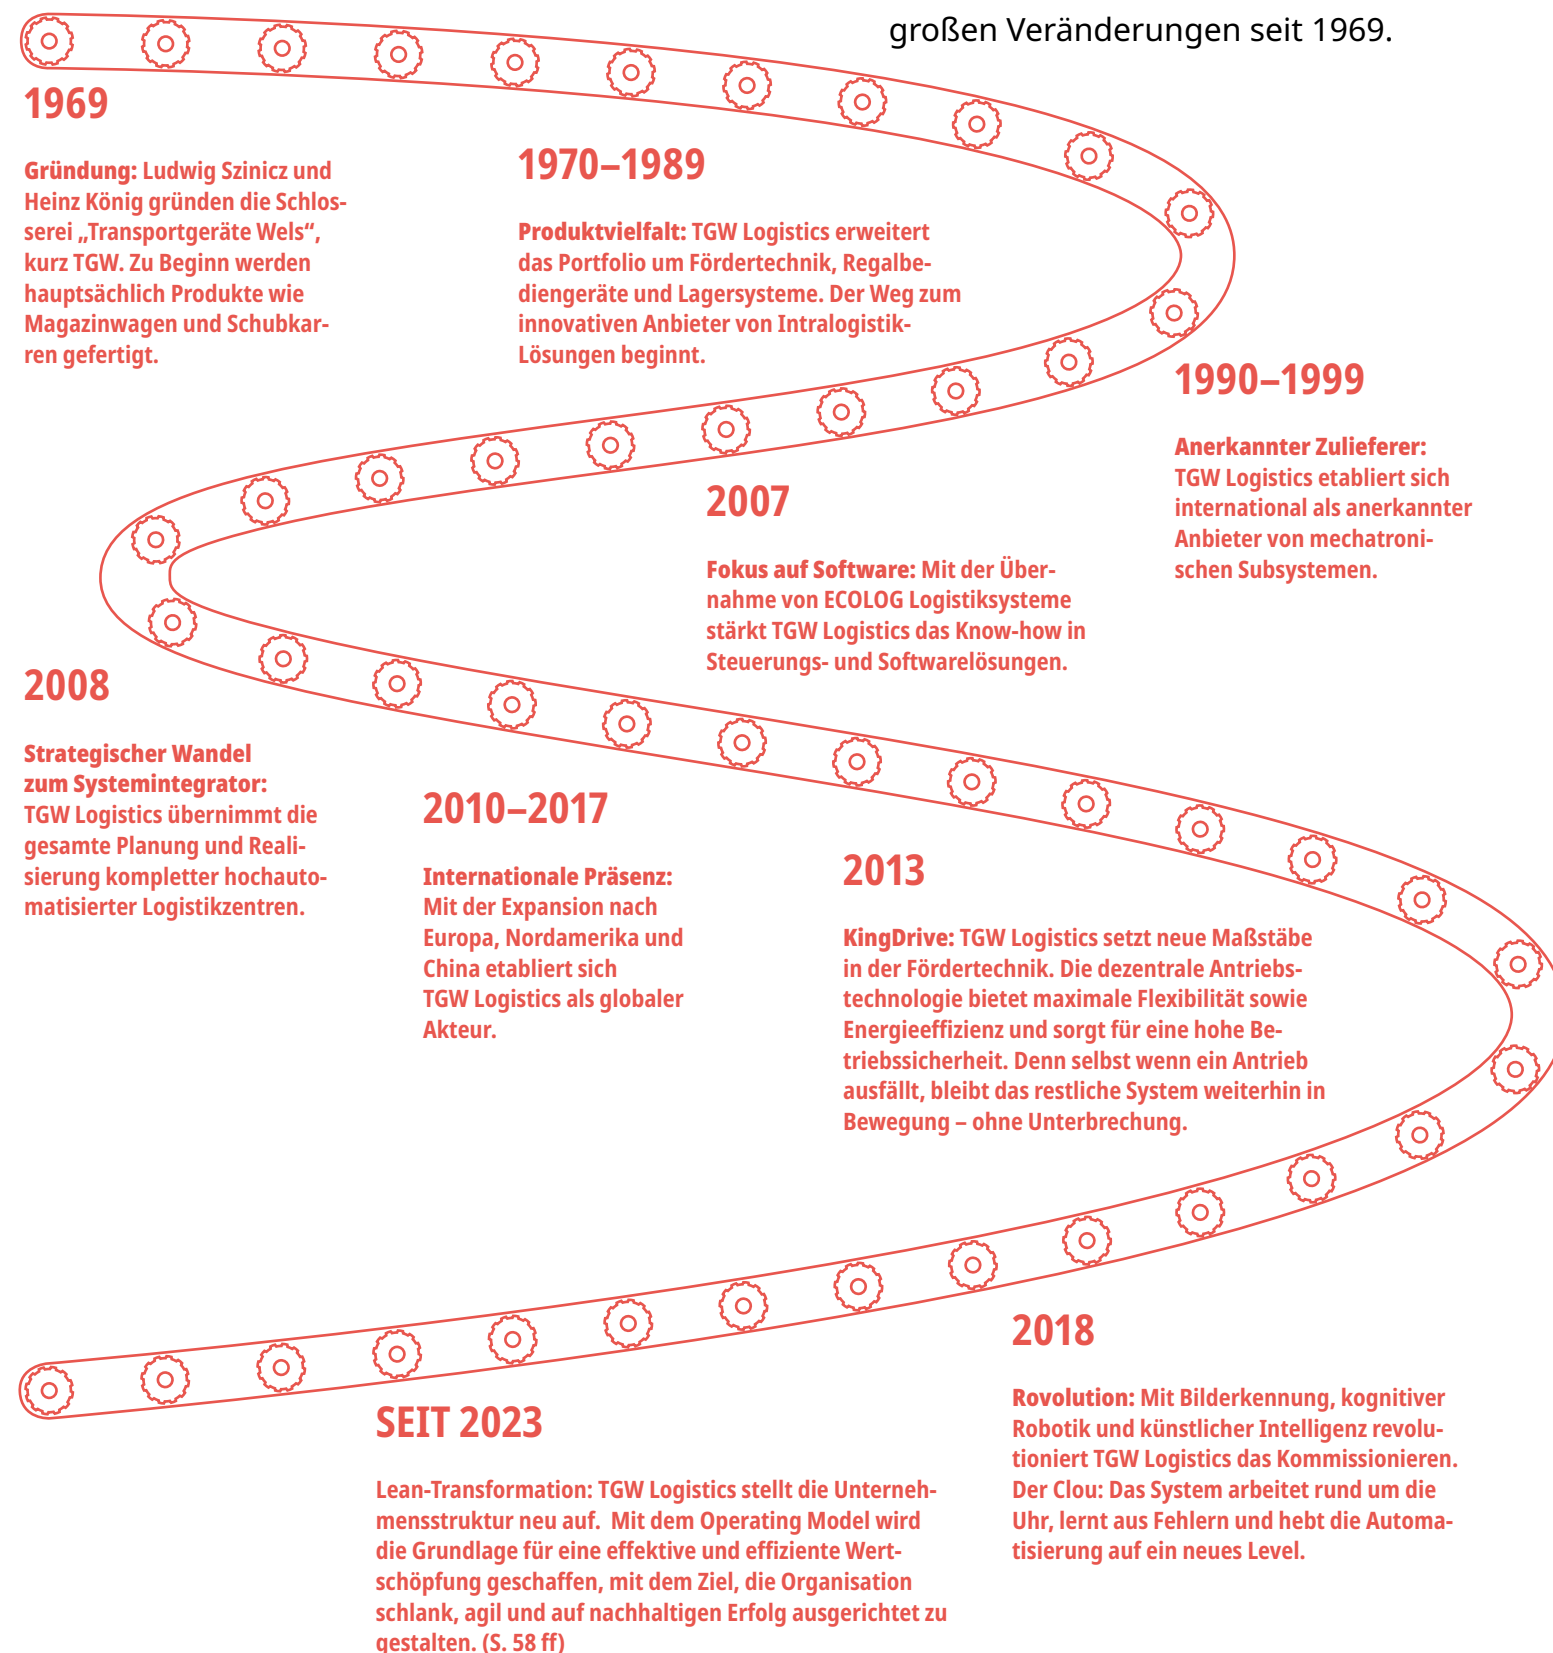 großen Veränderungen seit 1969.
1969
Gründung: Ludwig Szinicz und
Heinz König gründen die Schlos-
serei „Transportgeräte Wels“,
kurz TGW. Zu Beginn werden
hauptsächlich Produkte wie
Magazinwagen und Schubkar-
ren gefertigt.
1970–1989
Produktvielfalt: TGW Logistics erweitert
das Portfolio um Fördertechnik, Regalbe-
diengeräte und Lagersysteme. Der Weg zum
innovativen Anbieter von Intralogistik-
Lösungen beginnt.
1990–1999
Anerkannter Zulieferer:
TGW Logistics etabliert sich
international als anerkannter
Anbieter von mechatroni-
schen Subsystemen.
2007
Fokus auf Software: Mit der Über-
nahme von ECOLOG Logistiksysteme
stärkt TGW Logistics das Know-how in
Steuerungs- und Softwarelösungen.
2008
Strategischer Wandel
zum Systemintegrator:
TGW Logistics übernimmt die
gesamte Planung und Reali-
sierung kompletter hochauto-
matisierter Logistikzentren.
2010–2017
Internationale Präsenz:
Mit der Expansion nach
Europa, Nordamerika und
China etabliert sich
TGW Logistics als globaler
Akteur.
2013
KingDrive: TGW Logistics setzt neue Maßstäbe
in der Fördertechnik. Die dezentrale Antriebs-
technologie bietet maximale Flexibilität sowie
Energieeffizienz und sorgt für eine hohe Be-
triebssicherheit. Denn selbst wenn ein Antrieb
ausfällt, bleibt das restliche System weiterhin in
Bewegung – ohne Unterbrechung.
2018
Rovolution: Mit Bilderkennung, kognitiver
Robotik und künstlicher Intelligenz revolu-
tioniert TGW Logistics das Kommissionieren.
Der Clou: Das System arbeitet rund um die
Uhr, lernt aus Fehlern und hebt die Automa-
tisierung auf ein neues Level.
SEIT 2023
Lean-Transformation: TGW Logistics stellt die Unterneh-
mensstruktur neu auf. Mit dem Operating Model wird
die Grundlage für eine effektive und effiziente Wert-
schöpfung geschaffen, mit dem Ziel, die Organisation
schlank, agil und auf nachhaltigen Erfolg ausgerichtet zu
gestalten. (S. 58 ff)